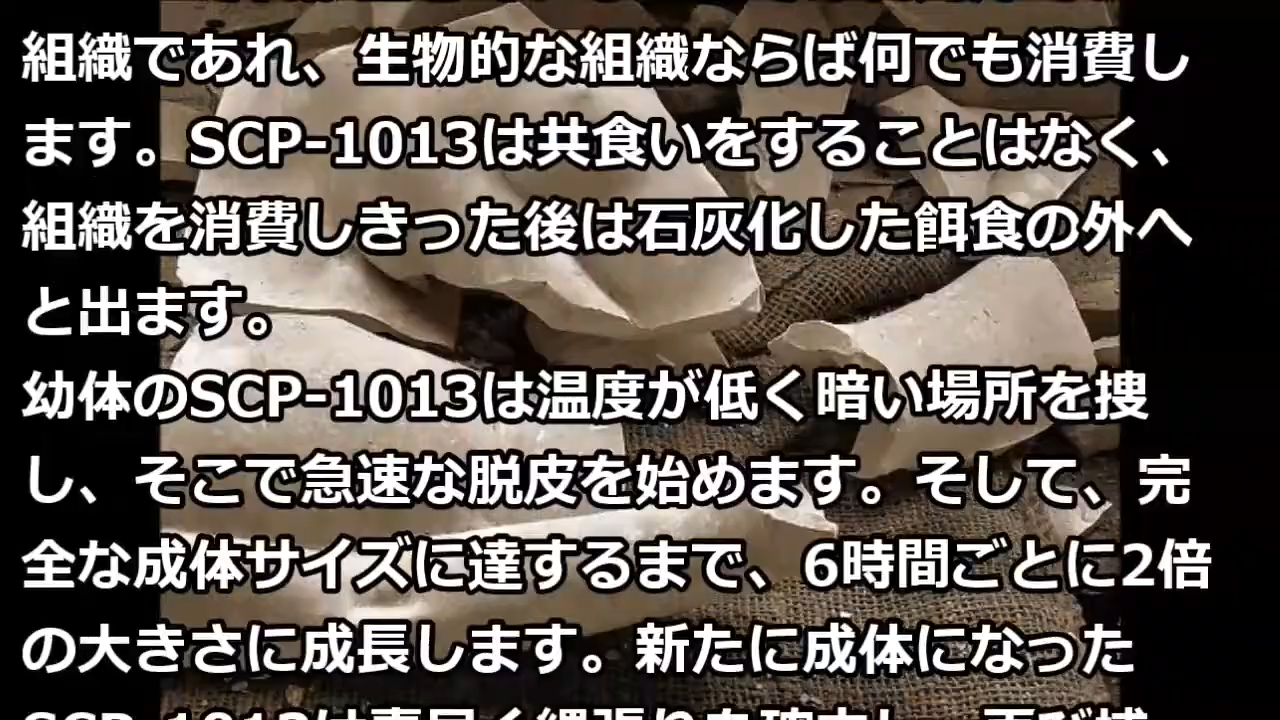 組織であれ、生物的な組織ならば何でも消費し
ます。SCP-1013は共食いをすることはなく、
組織を消費しきった後は石灰化した餌食の外へ
と出ます。
幼体のSCP-1013は温度が低く暗い場所を捜
し、そこで急速な脱皮を始めます。そして、完
全な成体サイズに達するまで、6時間ごとに2倍
の大きさに成長します。新たに成体になった